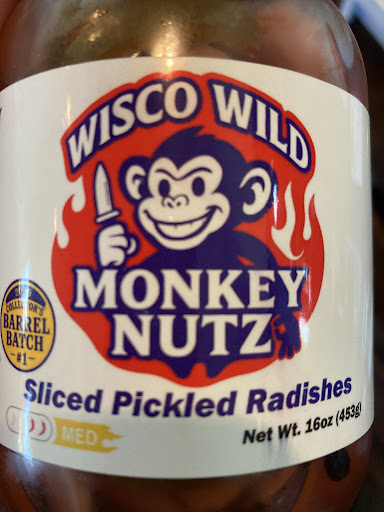 WISCO WILD
MONKEY
NUTZ
COLLECTOR'S
BARREL
BATCH
-#1-
Sliced Pickled Radishes
MED
Net Wt. 16oz (453g)